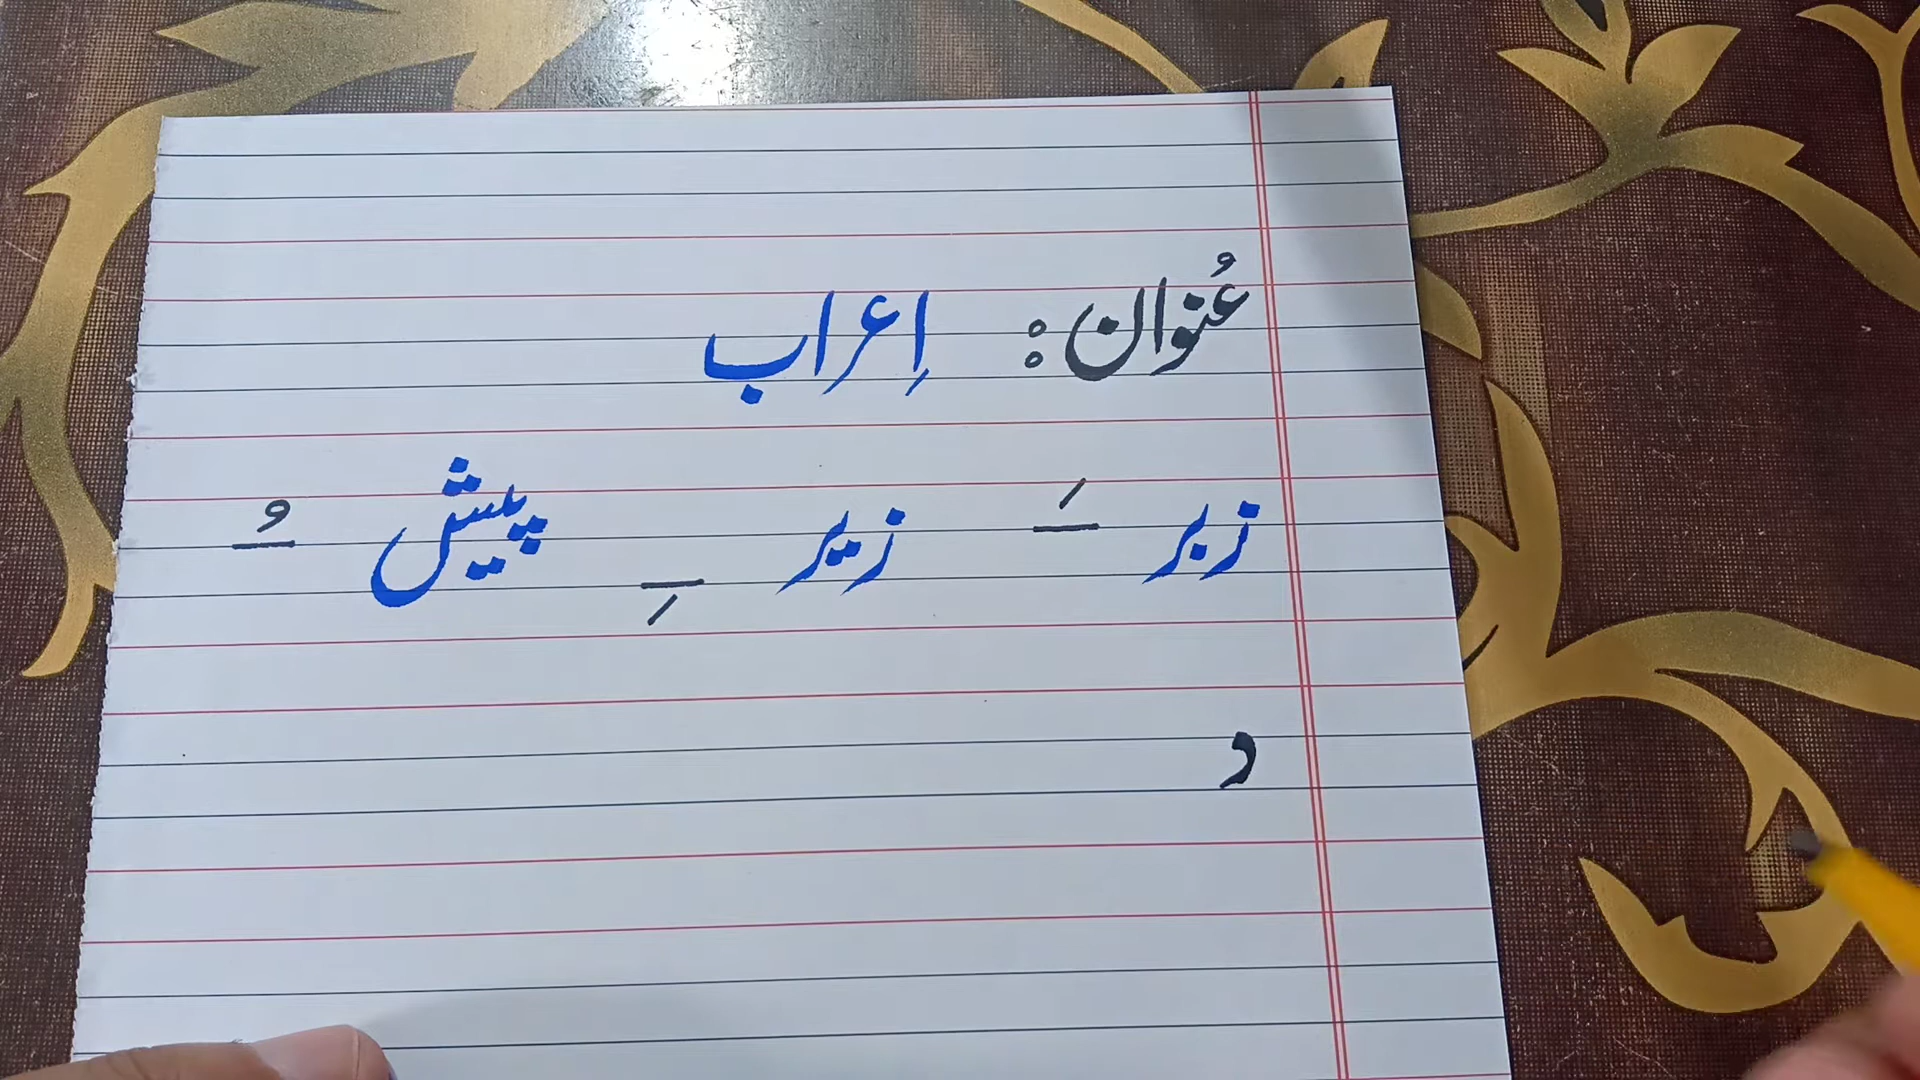 عُنوان: اِعراب
زبر ـَ زیر ـِ پیش ـُ
د